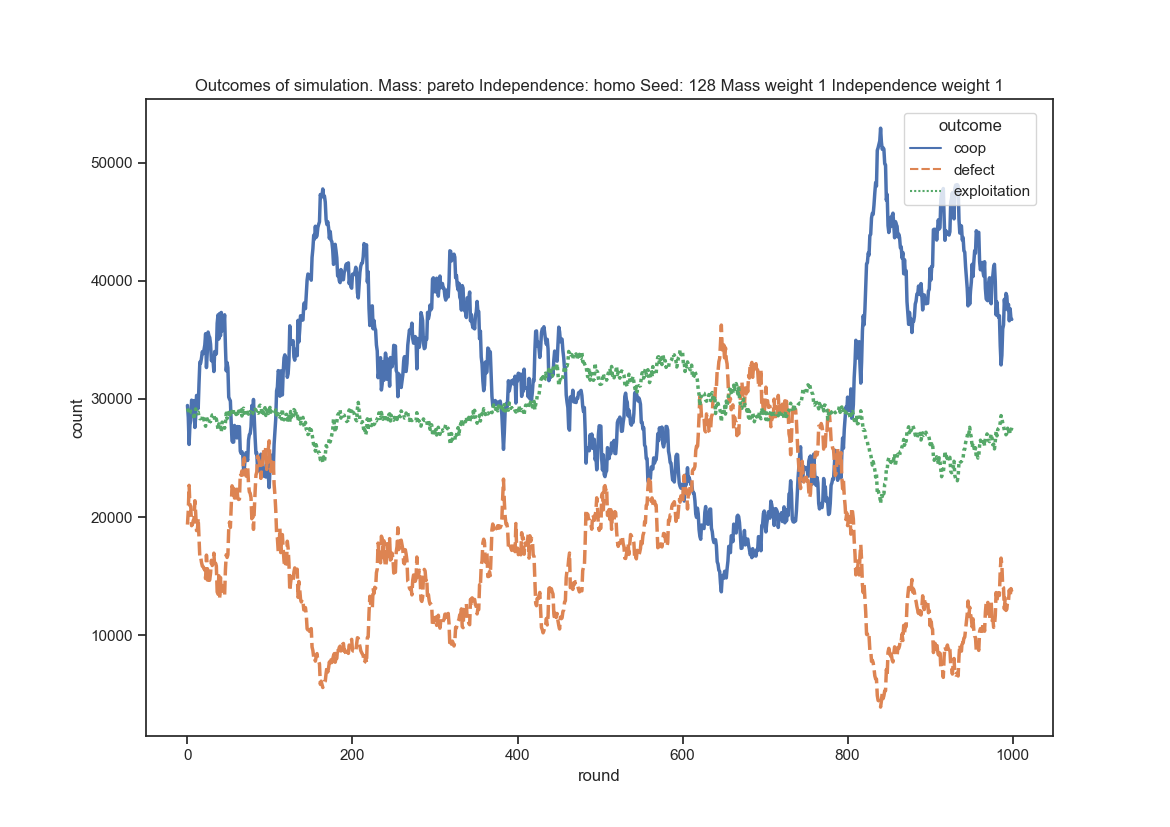 Outcomes of simulation. Mass: pareto Independence: homo Seed: 128 Mass weight 1 Independence weight 1
outcome
coop
defect
exploitation
50000
40000
30000
20000
10000
count
0 200 400 600 800 1000
round